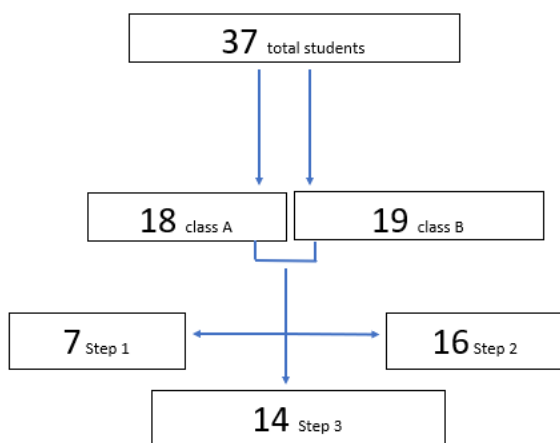 37 total students
18 class A
19 class B
7 Step 1
16 Step 2
14 Step 3